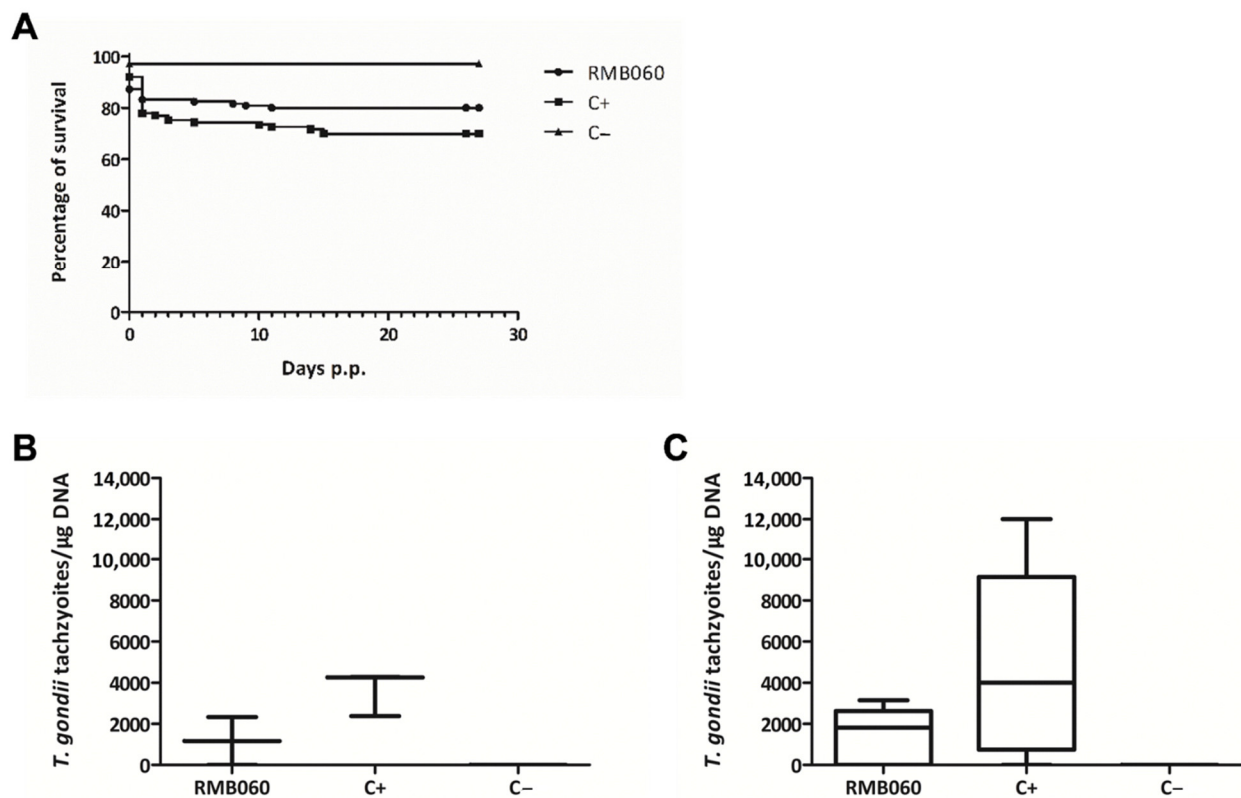 A
Percentage of survival
100
80
60
40
20
0
0 10 20 30
Days p.p.
RMB060
C+
C–
B
T. gondii tachzyoites/µg DNA
14,000
12,000
10,000
8000
6000
4000
2000
0
RMB060 C+ C–
C
T. gondii tachzyoites/µg DNA
14,000
12,000
10,000
8000
6000
4000
2000
0
RMB060 C+ C–